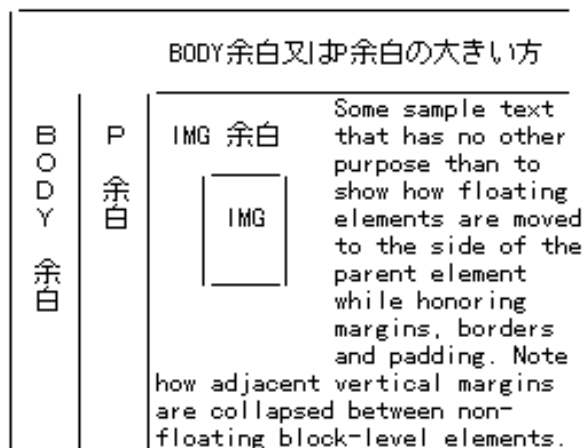 BODY余白又はP余白の大きい方
BODY 余白
P 余白
IMG 余白
IMG
Some sample text
that has no other
purpose than to
show how floating
elements are moved
to the side of the
parent element
while honoring
margins, borders
and padding. Note
how adjacent vertical margins
are collapsed between non-
floating block-level elements.